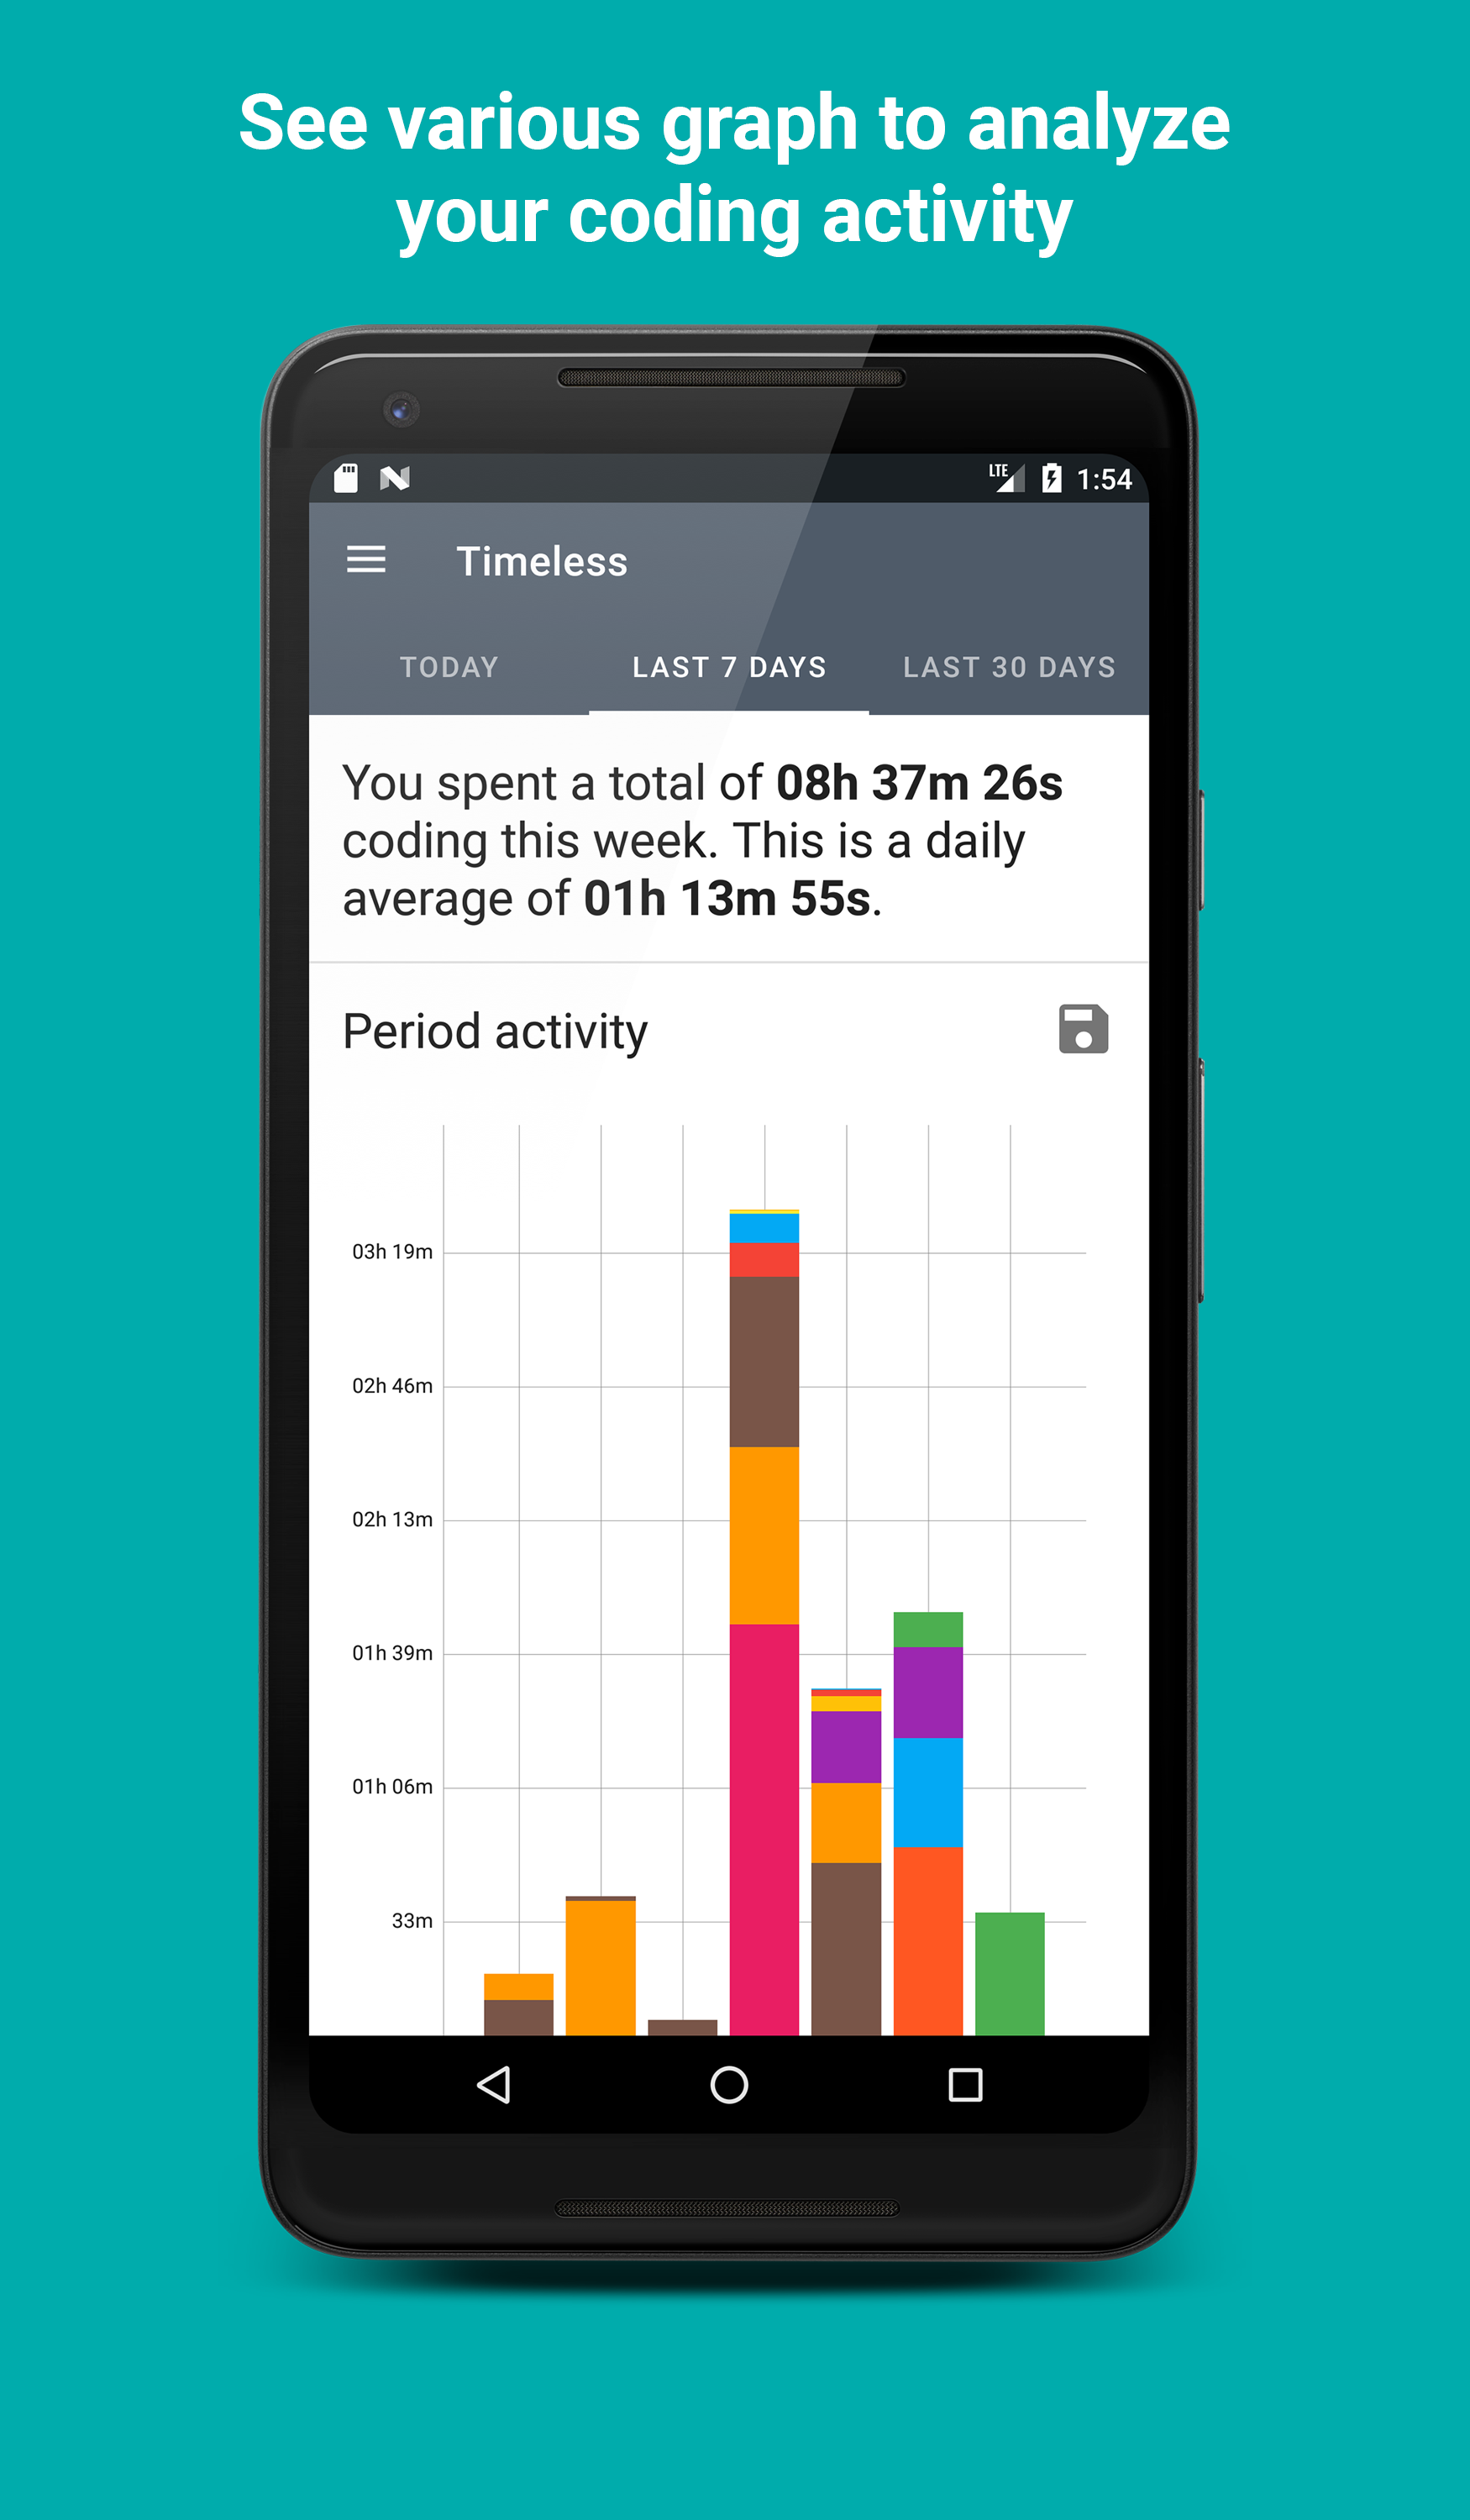 See various graph to analyze
your coding activity
LTE
1:54
Timeless
TODAY
LAST 7 DAYS
LAST 30 DAYS
You spent a total of 08h 37m 26s
coding this week. This is a daily
average of 01h 13m 55s.
Period activity
03h 19m
02h 46m
02h 13m
01h 39m
01h 06m
33m